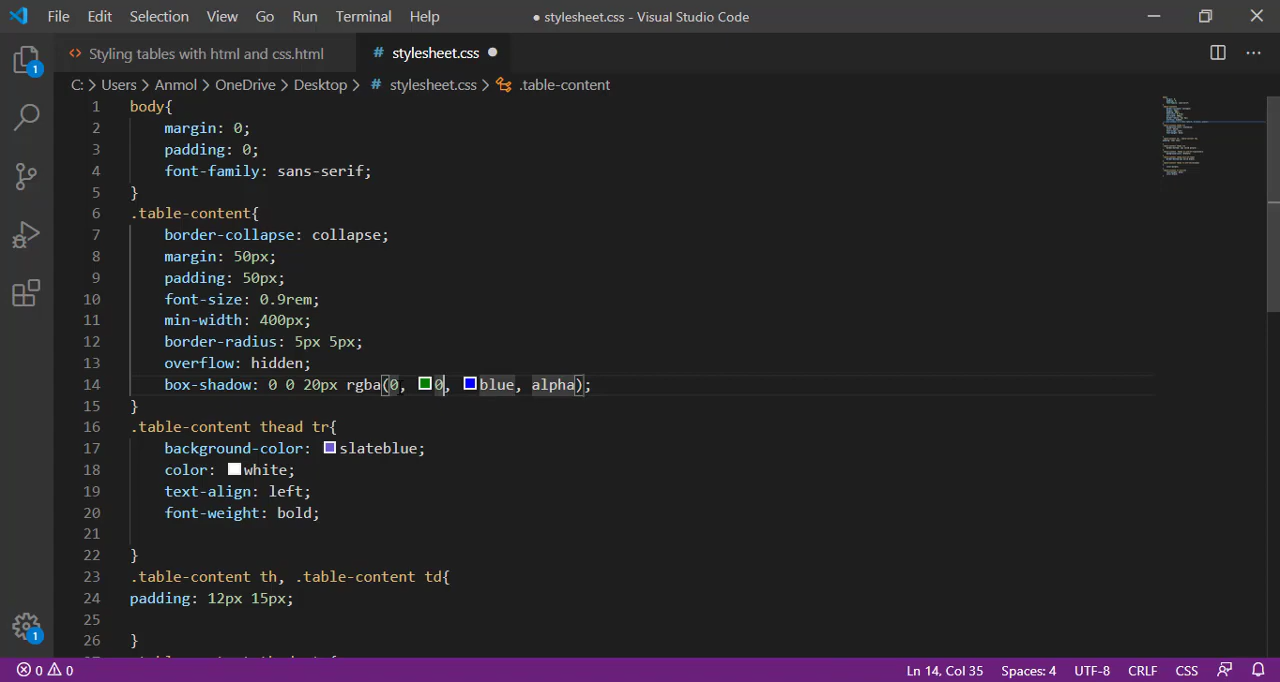 File Edit Selection View Go Run Terminal Help ● stylesheet.css - Visual Studio Code
<> Styling tables with html and css.html # stylesheet.css ●
C: > Users > Anmol > OneDrive > Desktop > # stylesheet.css > .table-content
1 body{
2 margin: 0;
3 padding: 0;
4 font-family: sans-serif;
5 }
6 .table-content{
7 border-collapse: collapse;
8 margin: 50px;
9 padding: 50px;
10 font-size: 0.9rem;
11 min-width: 400px;
12 border-radius: 5px 5px;
13 overflow: hidden;
14 box-shadow: 0 0 20px rgba(0, 0, blue, alpha);
15 }
16 .table-content thead tr{
17 background-color: slateblue;
18 color: white;
19 text-align: left;
20 font-weight: bold;
21
22 }
23 .table-content th, .table-content td{
24 padding: 12px 15px;
25
26 }
1
1
0 0 Ln 14, Col 35 Spaces: 4 UTF-8 CRLF CSS